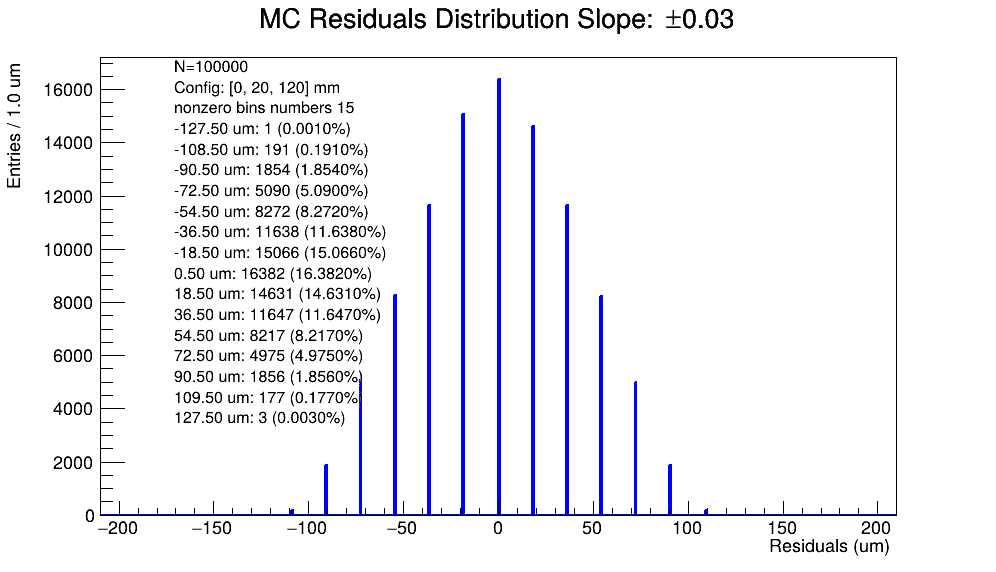 MC Residuals Distribution Slope: ±0.03
Entries / 1.0 um
16000
14000
12000
10000
8000
6000
4000
2000
0
N=100000
Config: [0, 20, 120] mm
nonzero bins numbers 15
-127.50 um: 1 (0.0010%)
-108.50 um: 191 (0.1910%)
-90.50 um: 1854 (1.8540%)
-72.50 um: 5090 (5.0900%)
-54.50 um: 8272 (8.2720%)
-36.50 um: 11638 (11.6380%)
-18.50 um: 15066 (15.0660%)
0.50 um: 16382 (16.3820%)
18.50 um: 14631 (14.6310%)
36.50 um: 11647 (11.6470%)
54.50 um: 8217 (8.2170%)
72.50 um: 4975 (4.9750%)
90.50 um: 1856 (1.8560%)
109.50 um: 177 (0.1770%)
127.50 um: 3 (0.0030%)
−200 −150 −100 −50 0 50 100 150 200
Residuals (um)